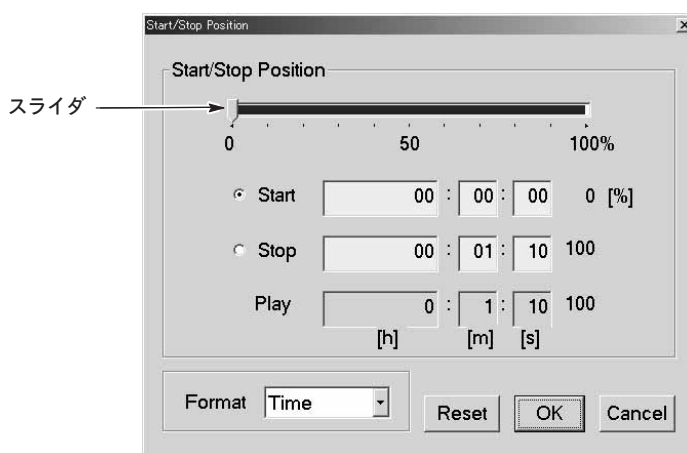 Start/Stop Position
Start/Stop Position
スライダ
0 50 100%
Start 00 : 00 : 00 0 [%]
Stop 00 : 01 : 10 100
Play 0 : 1 : 10 100
[h] [m] [s]
Format Time
Reset OK Cancel